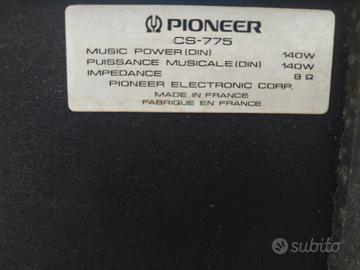 PIONEER
CS-775
MUSIC POWER (DIN) 140W
PUISSANCE MUSICALE (DIN) 140W
IMPEDANCE 8 Ω
PIONEER ELECTRONIC CORP.
MADE IN FRANCE
FABRIQUE EN FRANCE
subito